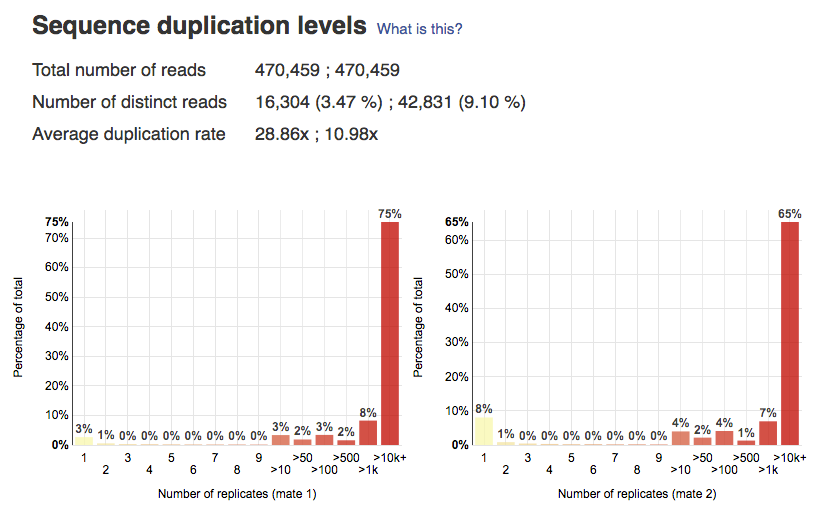 Sequence duplication levels What is this?
Total number of reads 470,459 ; 470,459
Number of distinct reads 16,304 (3.47 %) ; 42,831 (9.10 %)
Average duplication rate 28.86x ; 10.98x
Percentage of total
75%
70%
60%
50%
40%
30%
20%
10%
0%
3% 1% 0% 0% 0% 0% 0% 0% 0% 3% 2% 3% 2% 8% 75%
1 3 5 7 9 >50 >500 >10k+
2 4 6 8 >10 >100 >1k
Number of replicates (mate 1)
Percentage of total
65%
60%
50%
40%
30%
20%
10%
0%
8% 1% 0% 0% 0% 0% 0% 0% 0% 4% 2% 4% 1% 7% 65%
1 3 5 7 9 >50 >500 >10k+
2 4 6 8 >10 >100 >1k
Number of replicates (mate 2)